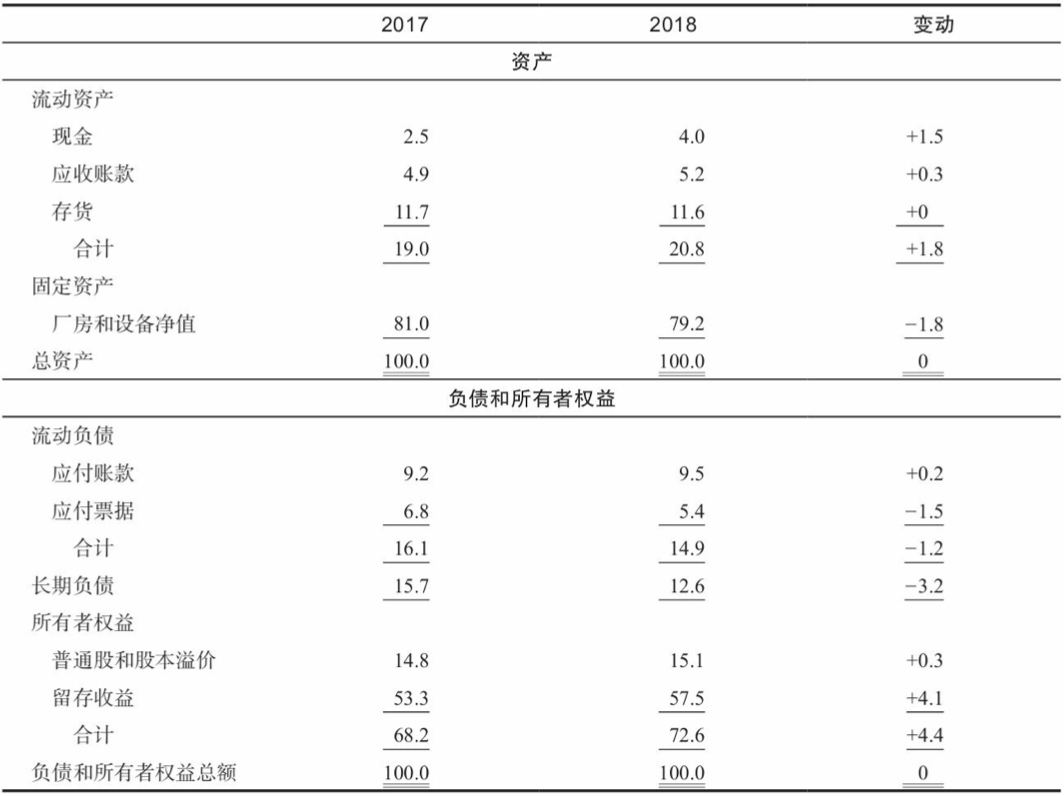 2017 2018 变动
资产
流动资产
现金 2.5 4.0 +1.5
应收账款 4.9 5.2 +0.3
存货 11.7 11.6 +0
合计 19.0 20.8 +1.8
固定资产
厂房和设备净值 81.0 79.2 −1.8
总资产 100.0 100.0 0
负债和所有者权益
流动负债
应付账款 9.2 9.5 +0.2
应付票据 6.8 5.4 −1.5
合计 16.1 14.9 −1.2
长期负债 15.7 12.6 −3.2
所有者权益
普通股和股本溢价 14.8 15.1 +0.3
留存收益 53.3 57.5 +4.1
合计 68.2 72.6 +4.4
负债和所有者权益总额 100.0 100.0 0